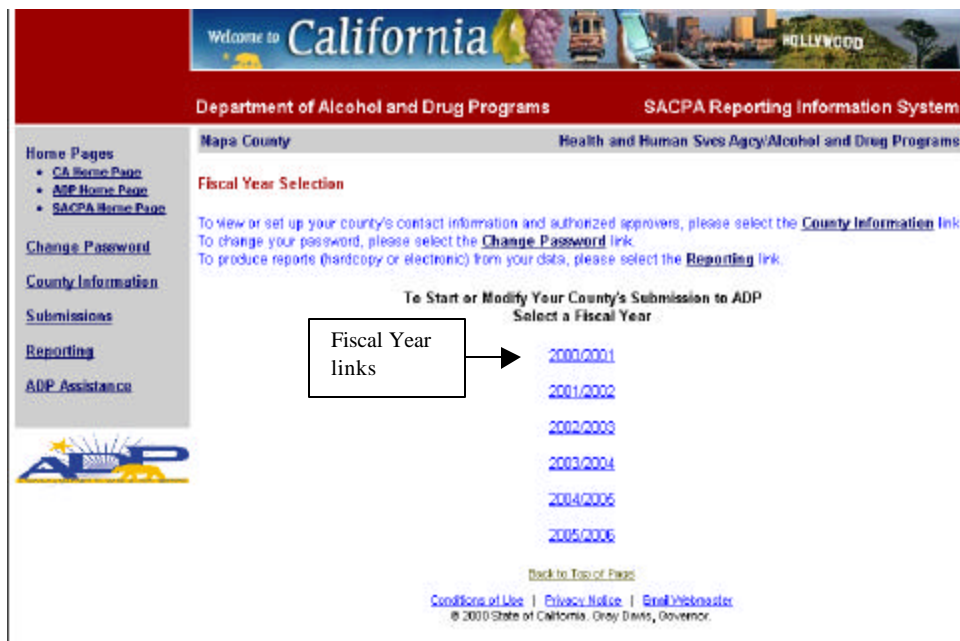 Welcome to California
HOLLYWOOD
Department of Alcohol and Drug Programs SACPA Reporting Information System
Napa County Health and Human Svcs Agcy/Alcohol and Drug Programs
Home Pages
• CA Home Page
• ADP Home Page
• SACPA Home Page
Change Password
County Information
Submissions
Reporting
ADP Assistance
ADP
Fiscal Year Selection
To view or set up your county's contact information and authorized approvers, please select the County Information link
To change your password, please select the Change Password link.
To produce reports (hardcopy or electronic) from your data, please select the Reporting link.
To Start or Modify Your County's Submission to ADP
Select a Fiscal Year
Fiscal Year
links
2000/2001
2001/2002
2002/2003
2003/2004
2004/2005
2005/2006
Back to Top of Page
Conditions of Use | Privacy Notice | Email Webmaster
© 2000 State of California. Gray Davis, Governor.